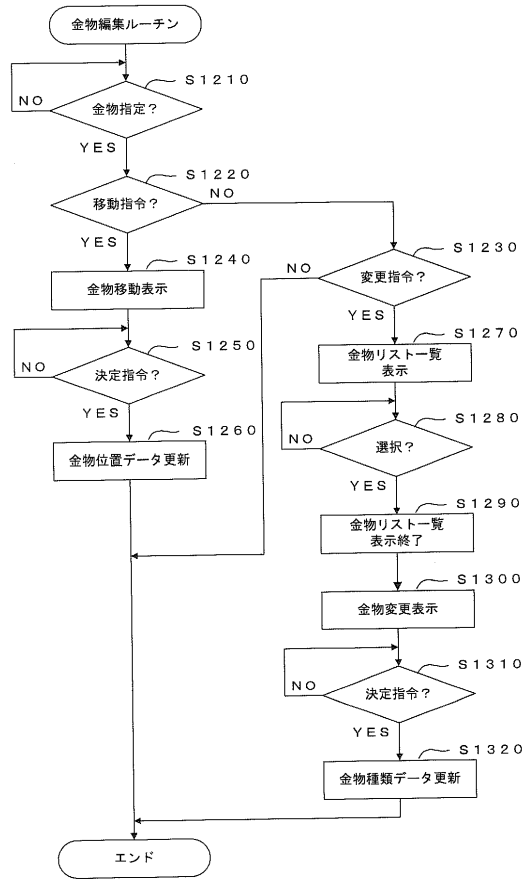 金物編集ルーチン
S1210
金物指定?
NO
YES
S1220
移動指令?
NO
YES
S1230
変更指令?
NO
YES
S1240
金物移動表示
S1250
決定指令?
NO
YES
S1260
金物位置データ更新
S1270
金物リスト一覧
表示
S1280
選択?
NO
YES
S1290
金物リスト一覧
表示終了
S1300
金物変更表示
S1310
決定指令?
NO
YES
S1320
金物種類データ更新
エンド